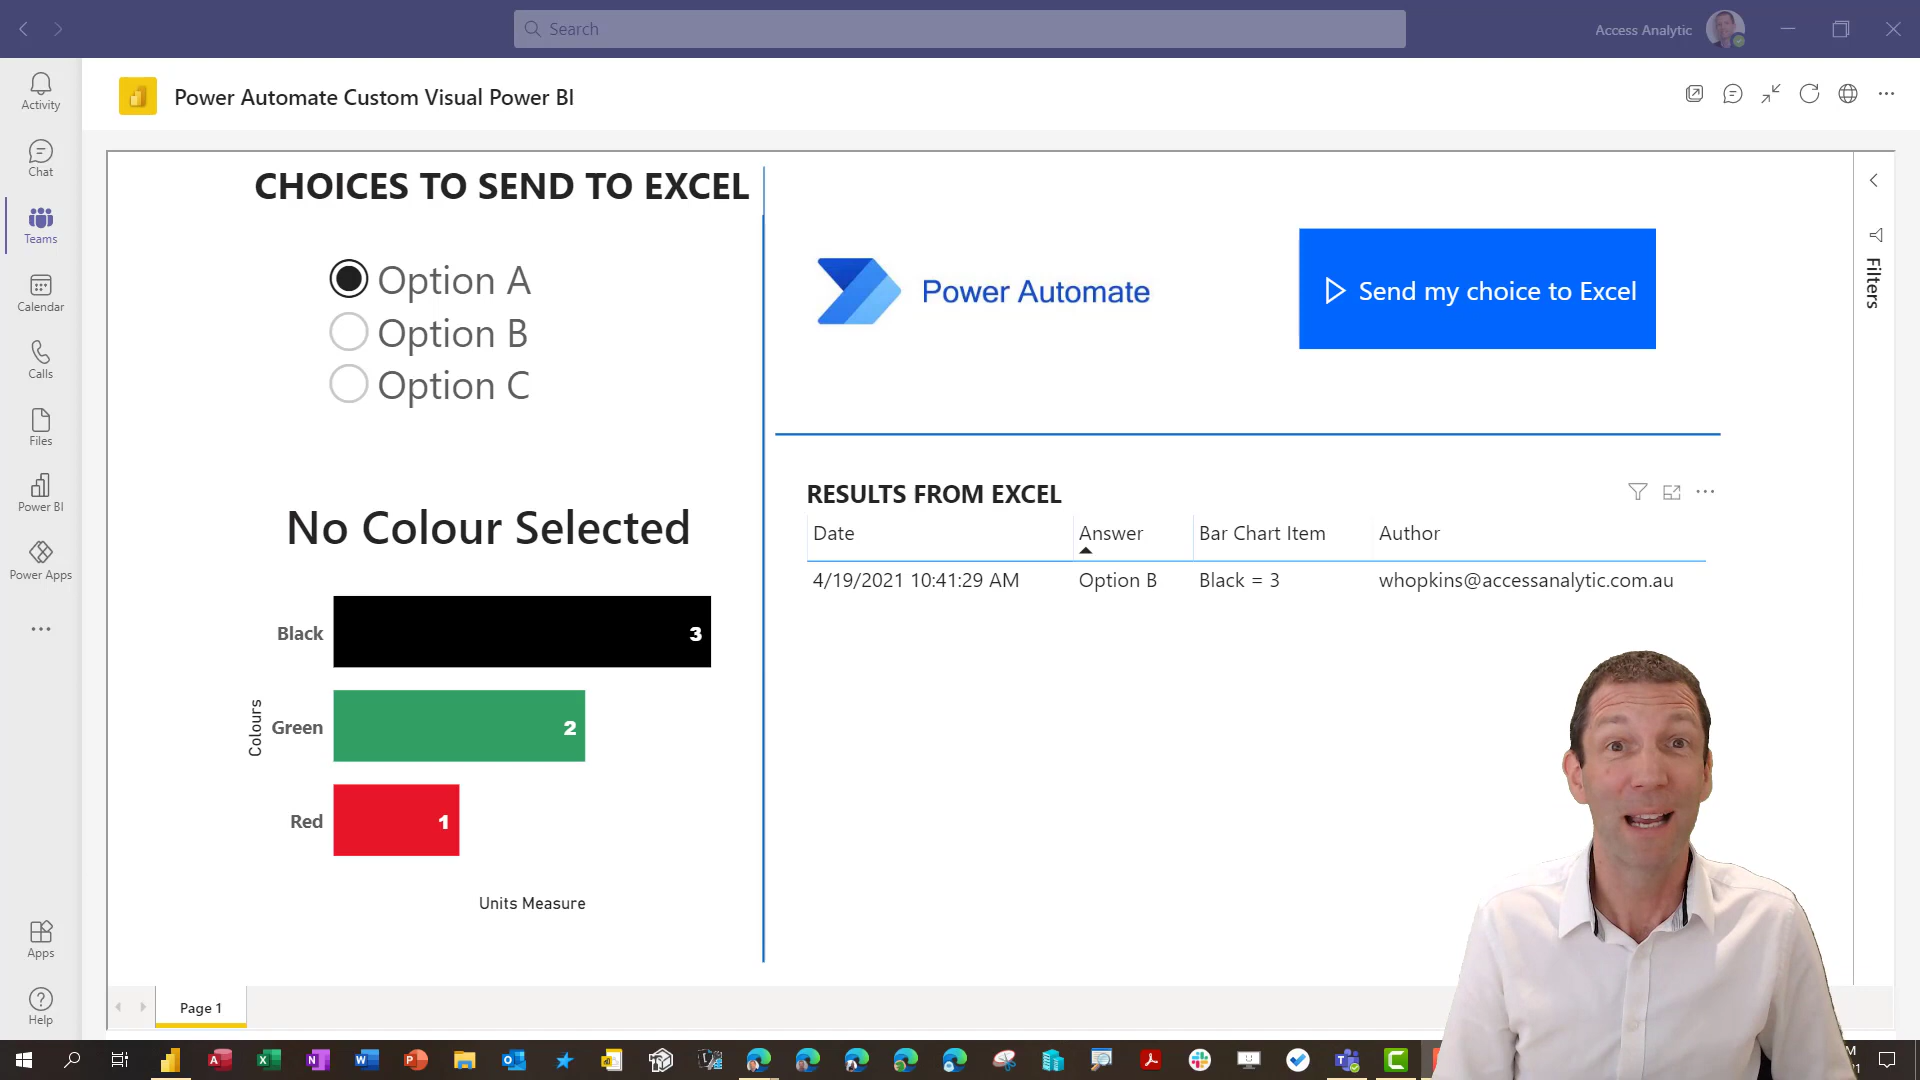 Search
Access Analytic
Activity
Chat
Teams
Calendar
Calls
Files
Power BI
Power Apps
Apps
Help
Power Automate Custom Visual Power BI
CHOICES TO SEND TO EXCEL
Option A
Option B
Option C
No Colour Selected
Colours
Black 3
Green 2
Red 1
Units Measure
Power Automate
Send my choice to Excel
Filters
RESULTS FROM EXCEL
Date Answer Bar Chart Item Author
4/19/2021 10:41:29 AM Option B Black = 3 whopkins@accessanalytic.com.au
Page 1